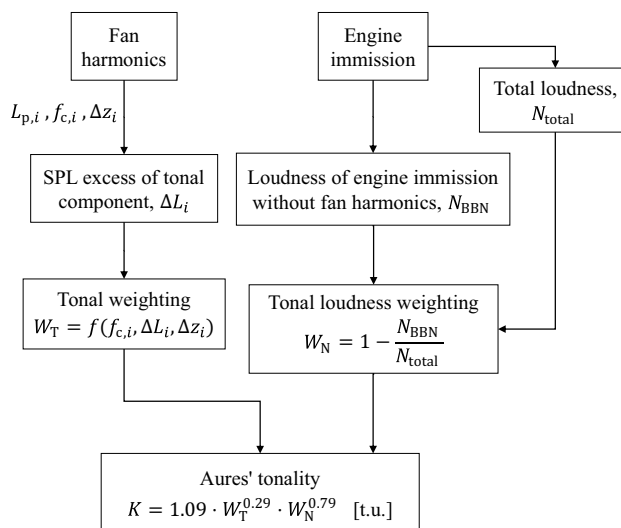 Fan
harmonics
Engine
immission
Total loudness,
N_total
L_p,i , f_c,i , Δz_i
SPL excess of tonal
component, ΔL_i
Loudness of engine immission
without fan harmonics, N_BBN
Tonal weighting
W_T = f(f_c,i, ΔL_i, Δz_i)
Tonal loudness weighting
W_N = 1 − N_BBN / N_total
Aures' tonality
K = 1.09 · W_T^0.29 · W_N^0.79 [t.u.]